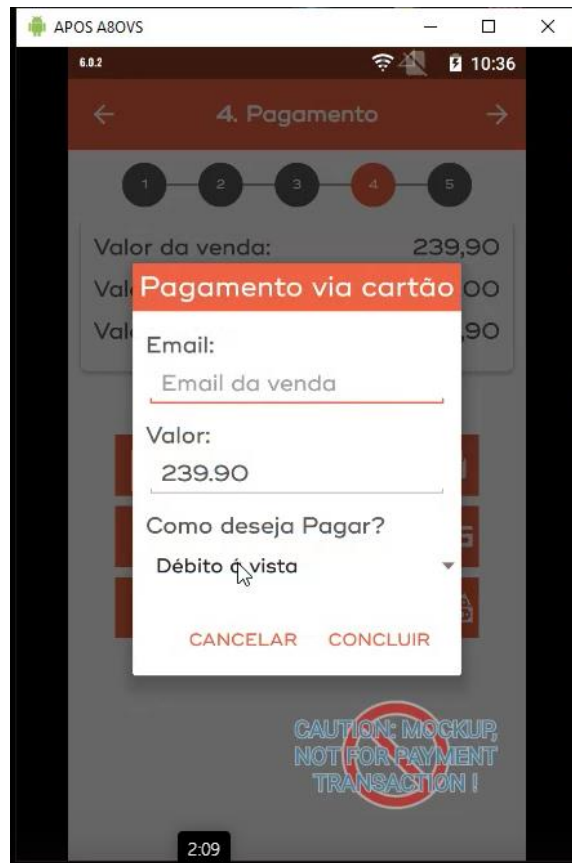 APOS A8OVS
6.0.2
10:36
4. Pagamento
1 2 3 4 5
Valor da venda: 239,90
Pagamento via cartão
Email:
Email da venda
Valor:
239.90
Como deseja Pagar?
Débito á vista
CANCELAR CONCLUIR
CAUTION: MOCKUP,
NOT FOR PAYMENT
TRANSACTION !
2:09